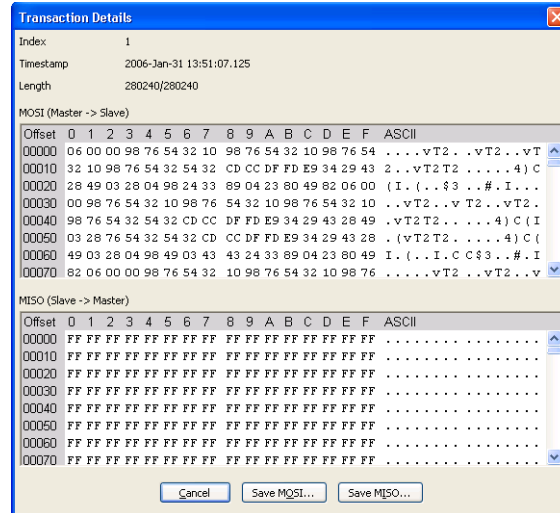 Transaction Details
Index 1
Timestamp 2006-Jan-31 13:51:07.125
Length 280240/280240
MOSI (Master -> Slave)
Offset 0 1 2 3 4 5 6 7 8 9 A B C D E F ASCII
00000 06 00 00 98 76 54 32 10 98 76 54 32 10 98 76 54 ....vT2..vT2..vT
00010 32 10 98 76 54 32 54 32 CD CC DF FD E9 34 29 43 2..vT2T2.....4)C
00020 28 49 03 28 04 98 24 33 89 04 23 80 49 82 06 00 (I.(..$3..#.I...
00030 00 98 76 54 32 10 98 76 54 32 10 98 76 54 32 10 ..vT2..vT2..vT2.
00040 98 76 54 32 54 32 CD CC DF FD E9 34 29 43 28 49 .vT2T2.....4)C(I
00050 03 28 76 54 32 54 32 CD CC DF FD E9 34 29 43 28 .(vT2T2.....4)C(
00060 49 03 28 04 98 49 03 43 43 24 33 89 04 23 80 49 I.(..I.CC$3..#.I
00070 82 06 00 00 98 76 54 32 10 98 76 54 32 10 98 76 .....vT2..vT2..v
MISO (Slave -> Master)
Offset 0 1 2 3 4 5 6 7 8 9 A B C D E F ASCII
00000 FF FF FF FF FF FF FF FF FF FF FF FF FF FF FF FF ................
00010 FF FF FF FF FF FF FF FF FF FF FF FF FF FF FF FF ................
00020 FF FF FF FF FF FF FF FF FF FF FF FF FF FF FF FF ................
00030 FF FF FF FF FF FF FF FF FF FF FF FF FF FF FF FF ................
00040 FF FF FF FF FF FF FF FF FF FF FF FF FF FF FF FF ................
00050 FF FF FF FF FF FF FF FF FF FF FF FF FF FF FF FF ................
00060 FF FF FF FF FF FF FF FF FF FF FF FF FF FF FF FF ................
00070 FF FF FF FF FF FF FF FF FF FF FF FF FF FF FF FF ................
Cancel Save MOSI... Save MISO...